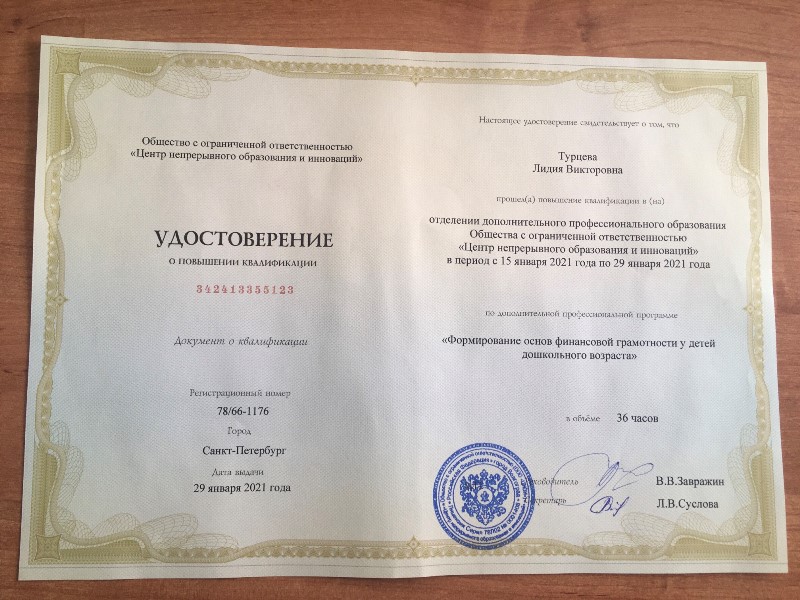 Общество с ограниченной ответственностью
«Центр непрерывного образования и инноваций»
УДОСТОВЕРЕНИЕ
О ПОВЫШЕНИИ КВАЛИФИКАЦИИ
342413355123
Документ о квалификации
Регистрационный номер
78/66-1176
Город
Санкт-Петербург
Дата выдачи
29 января 2021 года
Настоящее удостоверение свидетельствует о том, что
Турцева
Лидия Викторовна
прошел(а) повышение квалификации в (на)
отделении дополнительного профессионального образования
Общества с ограниченной ответственностью
«Центр непрерывного образования и инноваций»
в период с 15 января 2021 года по 29 января 2021 года
по дополнительной профессиональной программе
«Формирование основ финансовой грамотности у детей
дошкольного возраста»
в объёме 36 часов
В.В.Завражин
Л.В.Суслова